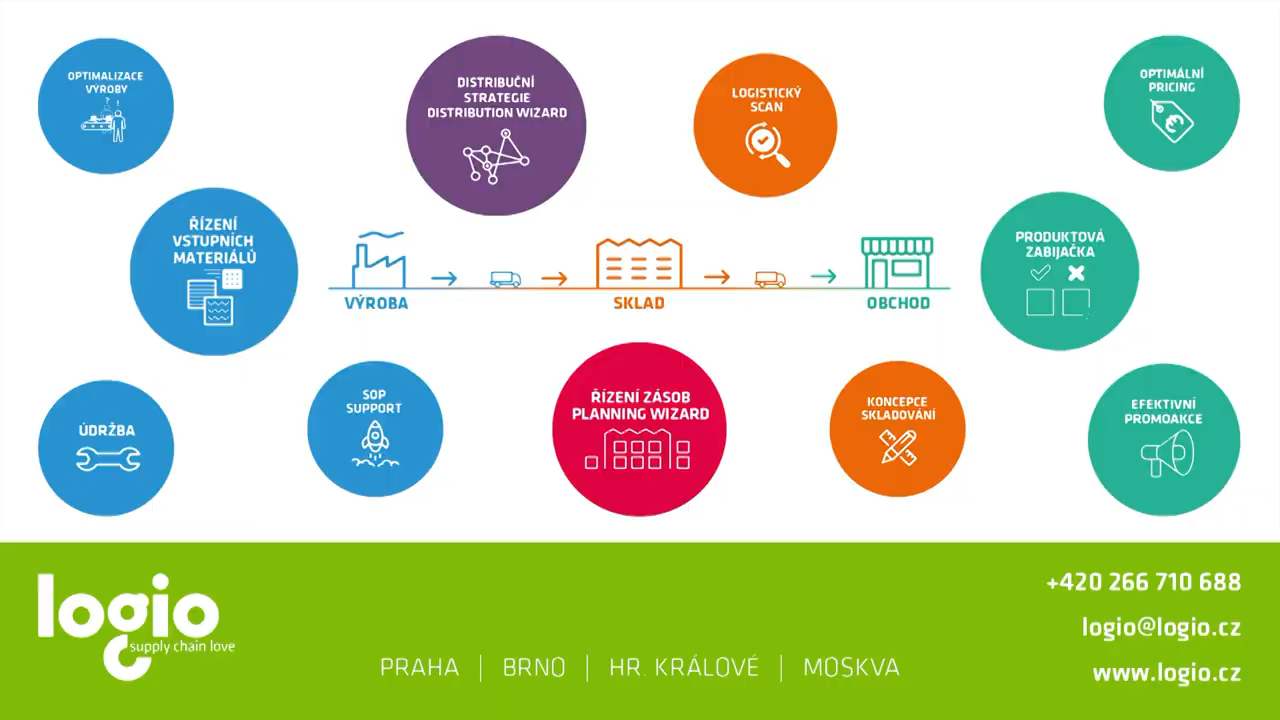 OPTIMALIZACE
VÝROBY
DISTRIBUČNÍ
STRATEGIE
DISTRIBUTION WIZARD
LOGISTICKÝ
SCAN
OPTIMÁLNÍ
PRICING
€
ŘÍZENÍ
VSTUPNÍCH
MATERIÁLŮ
PRODUKTOVÁ
ZABIJAČKA
VÝROBA
SKLAD
OBCHOD
ÚDRŽBA
SOP
SUPPORT
ŘÍZENÍ ZÁSOB
PLANNING WIZARD
KONCEPCE
SKLADOVÁNÍ
EFEKTIVNÍ
PROMOAKCE
logio
supply chain love
PRAHA | BRNO | HR. KRÁLOVÉ | MOSKVA
+420 266 710 688
logio@logio.cz
www.logio.cz